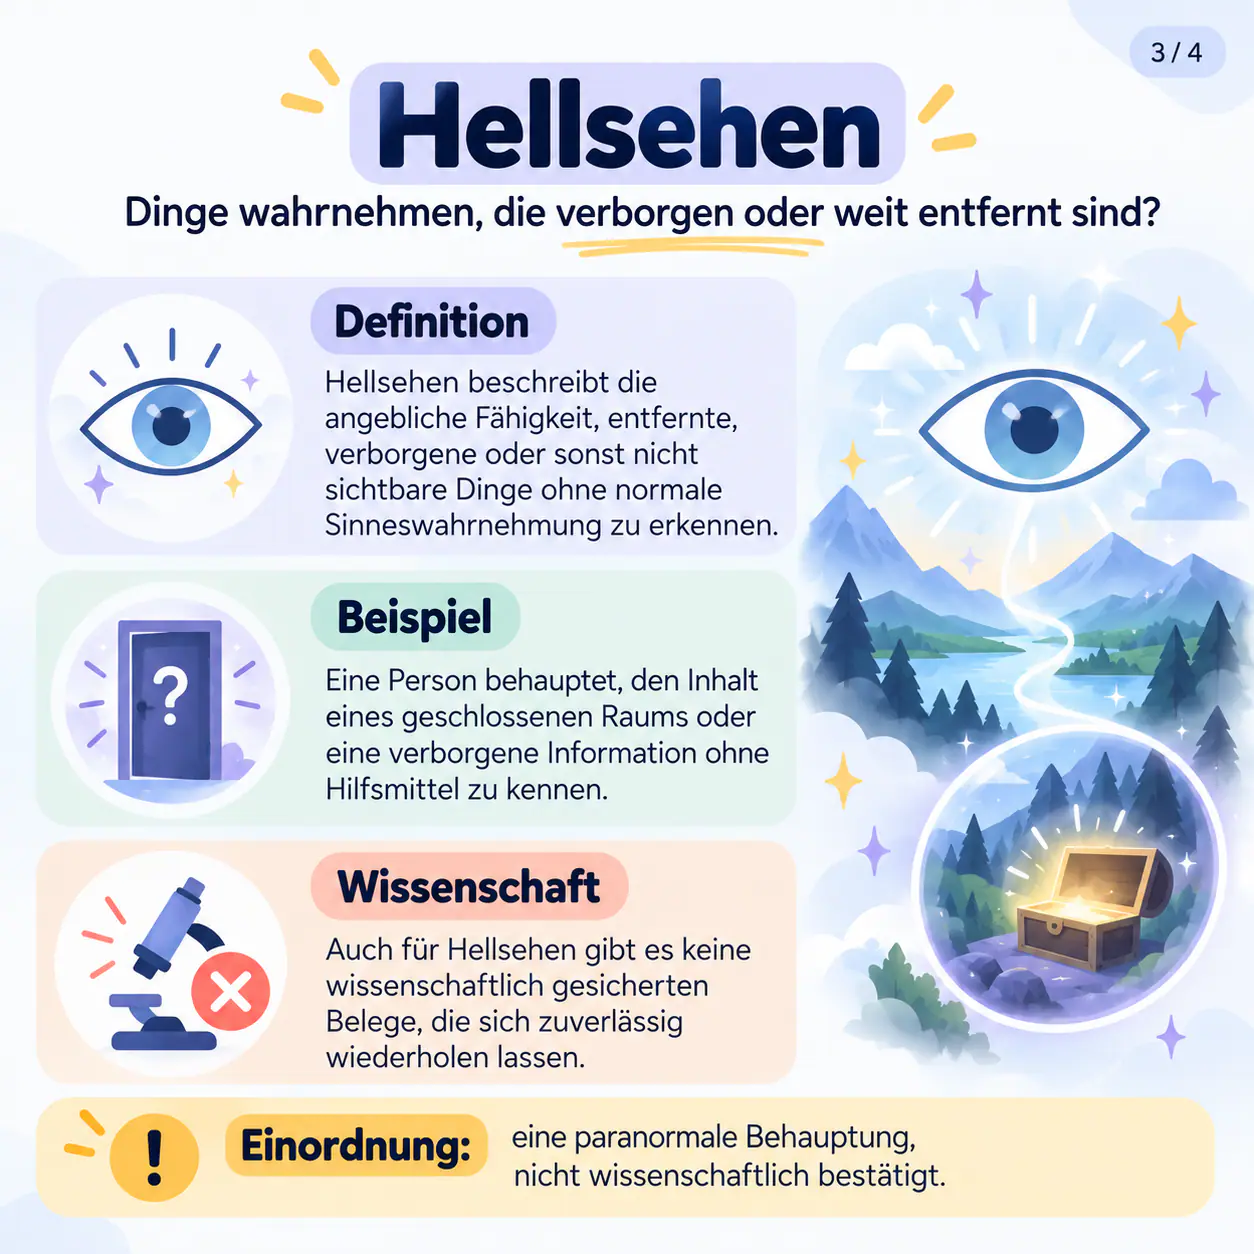 3 / 4
Hellsehen
Dinge wahrnehmen, die verborgen oder weit entfernt sind?
Definition
Hellsehen beschreibt die
angebliche Fähigkeit, entfernte,
verborgene oder sonst nicht
sichtbare Dinge ohne normale
Sinneswahrnehmung zu erkennen.
?
Beispiel
Eine Person behauptet, den Inhalt
eines geschlossenen Raums oder
eine verborgene Information ohne
Hilfsmittel zu kennen.
Wissenschaft
Auch für Hellsehen gibt es keine
wissenschaftlich gesicherten
Belege, die sich zuverlässig
wiederholen lassen.
!
Einordnung:
eine paranormale Behauptung,
nicht wissenschaftlich bestätigt.